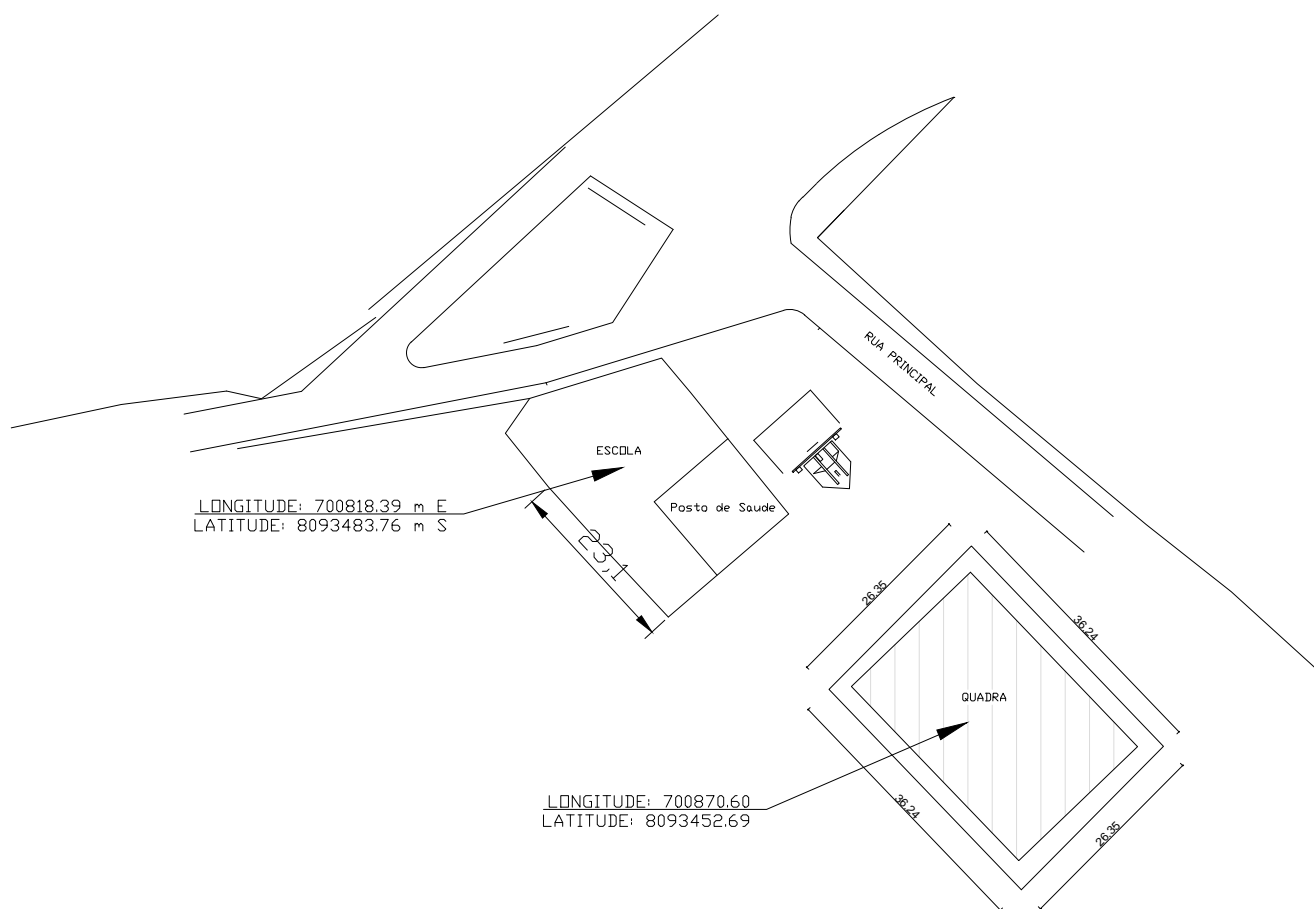 RUA PRINCIPAL
ESCOLA
LONGITUDE: 700818.39 m E
LATITUDE: 8093483.76 m S
Posto de Saude
23,1
26.35
36.24
QUADRA
36.24
26.35
LONGITUDE: 700870.60
LATITUDE: 8093452.69